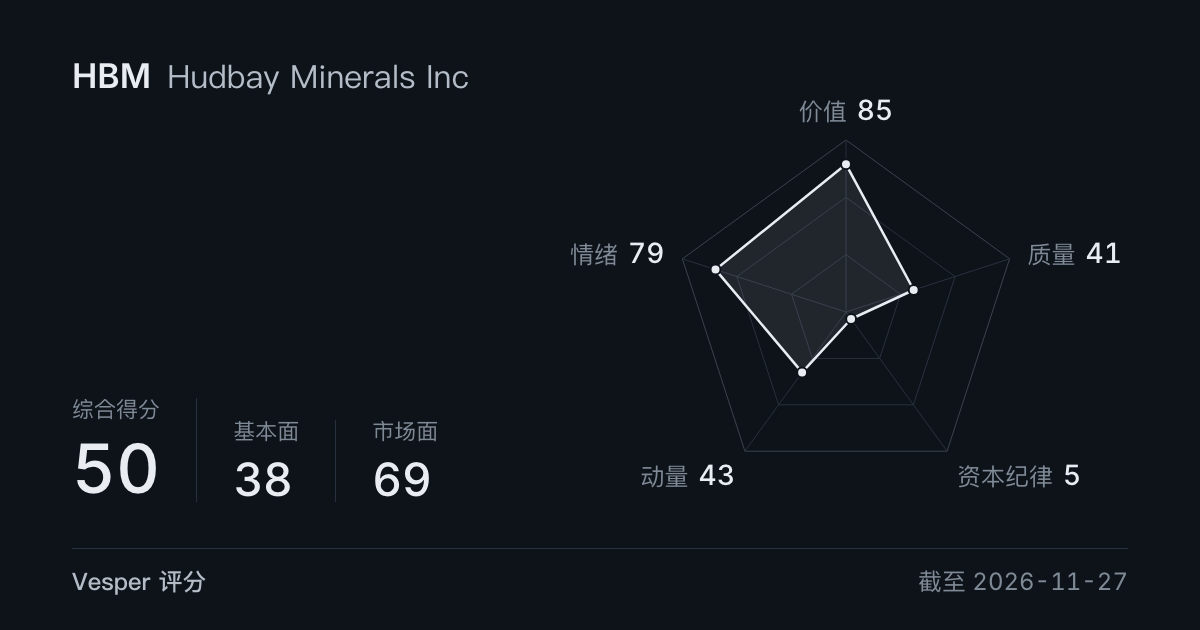 HBM Hudbay Minerals Inc
价值 85
情绪 79
质量 41
动量 43
资本纪律 5
综合得分
50
基本面
38
市场面
69
Vesper 评分
截至 2026-11-27